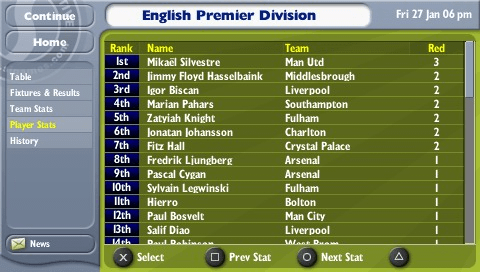 Continue
English Premier Division
Fri 27 Jan 06 pm
Home
Rank Name Team Red
1st Mikaël Silvestre Man Utd 3
2nd Jimmy Floyd Hasselbaink Middlesbrough 2
3rd Igor Biscan Liverpool 2
4th Marian Pahars Southampton 2
5th Zatyiah Knight Fulham 2
6th Jonatan Johansson Charlton 2
7th Fitz Hall Crystal Palace 2
8th Fredrik Ljungberg Arsenal 1
9th Pascal Cygan Arsenal 1
10th Sylvain Legwinski Fulham 1
11th Hierro Bolton 1
12th Paul Bosvelt Man City 1
13th Salif Diao Liverpool 1
14th Paul Robinson West Brom 1
Table
Fixtures & Results
Team Stats
Player Stats
History
News
Select
Prev Stat
Next Stat